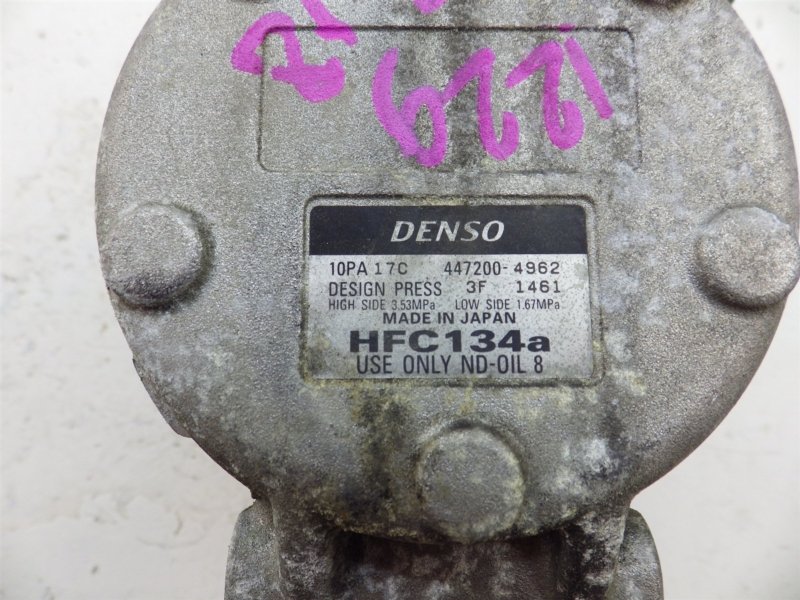 DENSO
10PA 17C 447200-4962
DESIGN PRESS 3F 1461
HIGH SIDE 3.53MPa LOW SIDE 1.67MPa
MADE IN JAPAN
HFC134a
USE ONLY ND-OIL 8